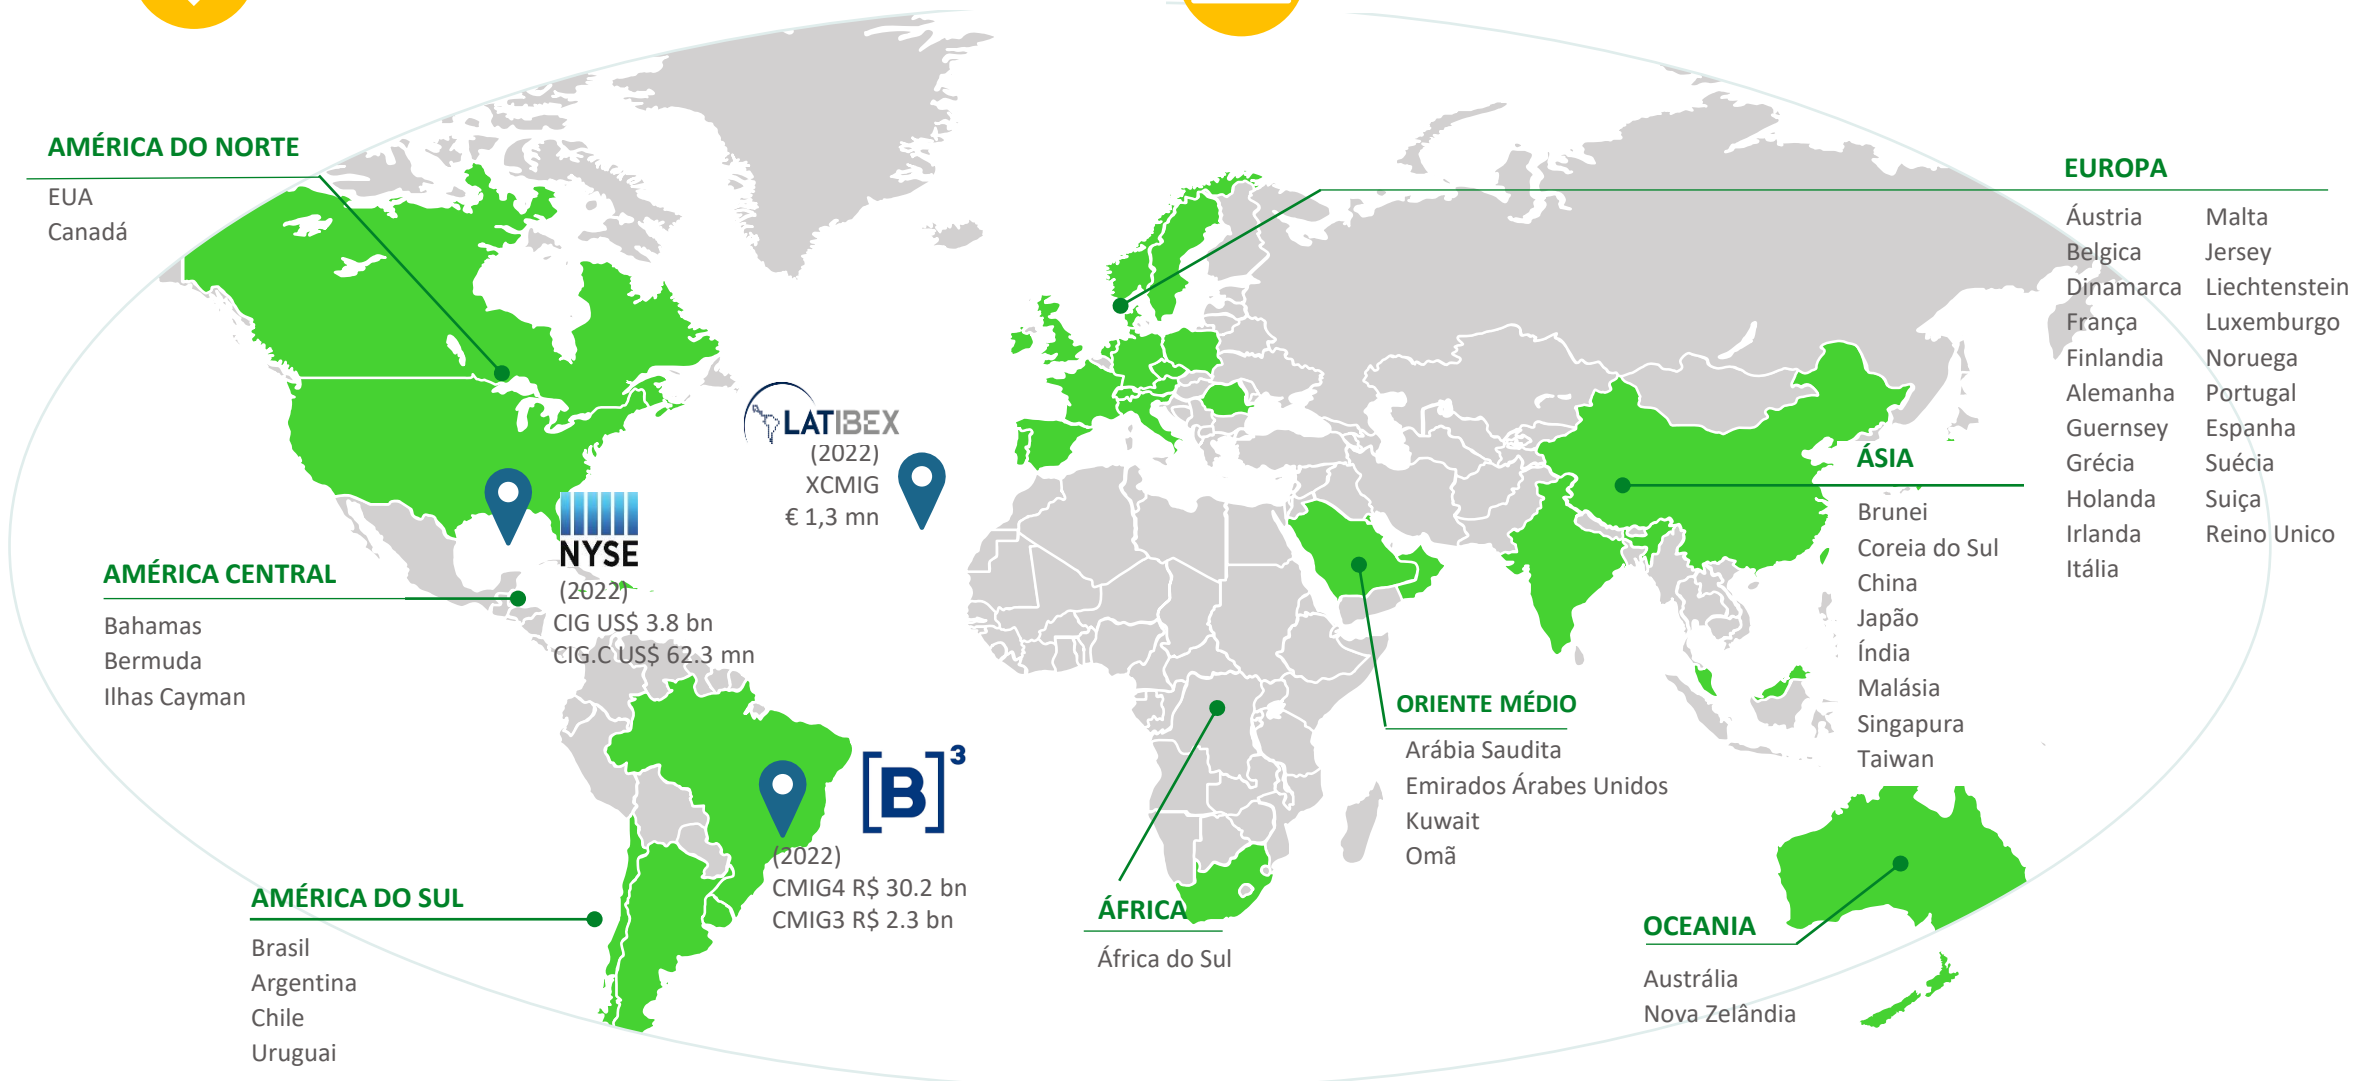 AMÉRICA DO NORTE
EUA
Canadá
LATIBEX
(2022)
XCMIG
€ 1,3 mn
NYSE
(2022)
CIG US$ 3.8 bn
CIG.C US$ 62.3 mn
AMÉRICA CENTRAL
Bahamas
Bermuda
Ilhas Cayman
[B]³
(2022)
CMIG4 R$ 30.2 bn
CMIG3 R$ 2.3 bn
AMÉRICA DO SUL
Brasil
Argentina
Chile
Uruguai
ÁFRICA
África do Sul
ORIENTE MÉDIO
Arábia Saudita
Emirados Árabes Unidos
Kuwait
Omã
EUROPA
Áustria
Belgica
Dinamarca
França
Finlandia
Alemanha
Guernsey
Grécia
Holanda
Irlanda
Itália
Malta
Jersey
Liechtenstein
Luxemburgo
Noruega
Portugal
Espanha
Suécia
Suiça
Reino Unico
ÁSIA
Brunei
Coreia do Sul
China
Japão
Índia
Malásia
Singapura
Taiwan
OCEANIA
Austrália
Nova Zelândia